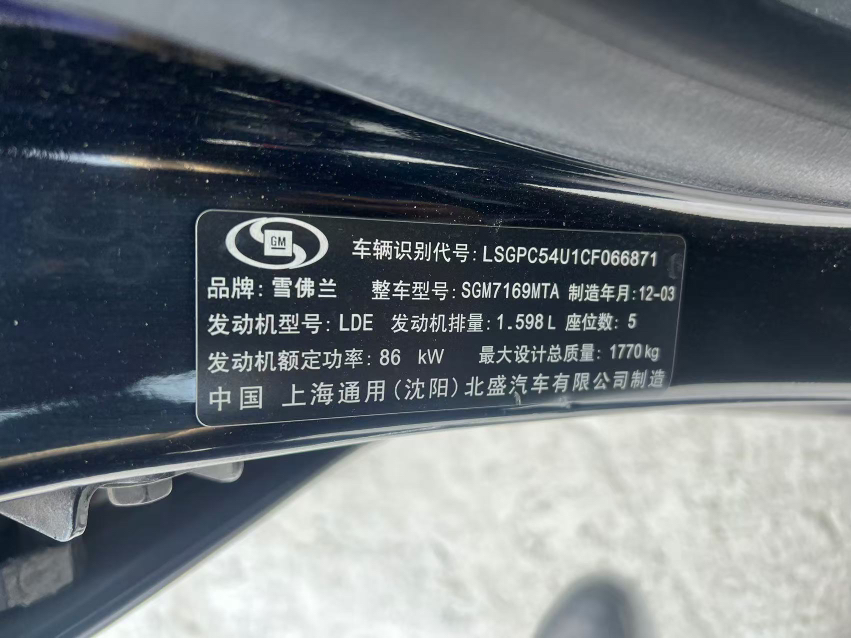 GM
车辆识别代号: LSGPC54U1CF066871
品牌: 雪佛兰 整车型号: SGM7169MTA 制造年月: 12-03
发动机型号: LDE 发动机排量: 1.598 L 座位数: 5
发动机额定功率: 86 kW 最大设计总质量: 1770 kg
中国 上海通用(沈阳)北盛汽车有限公司制造